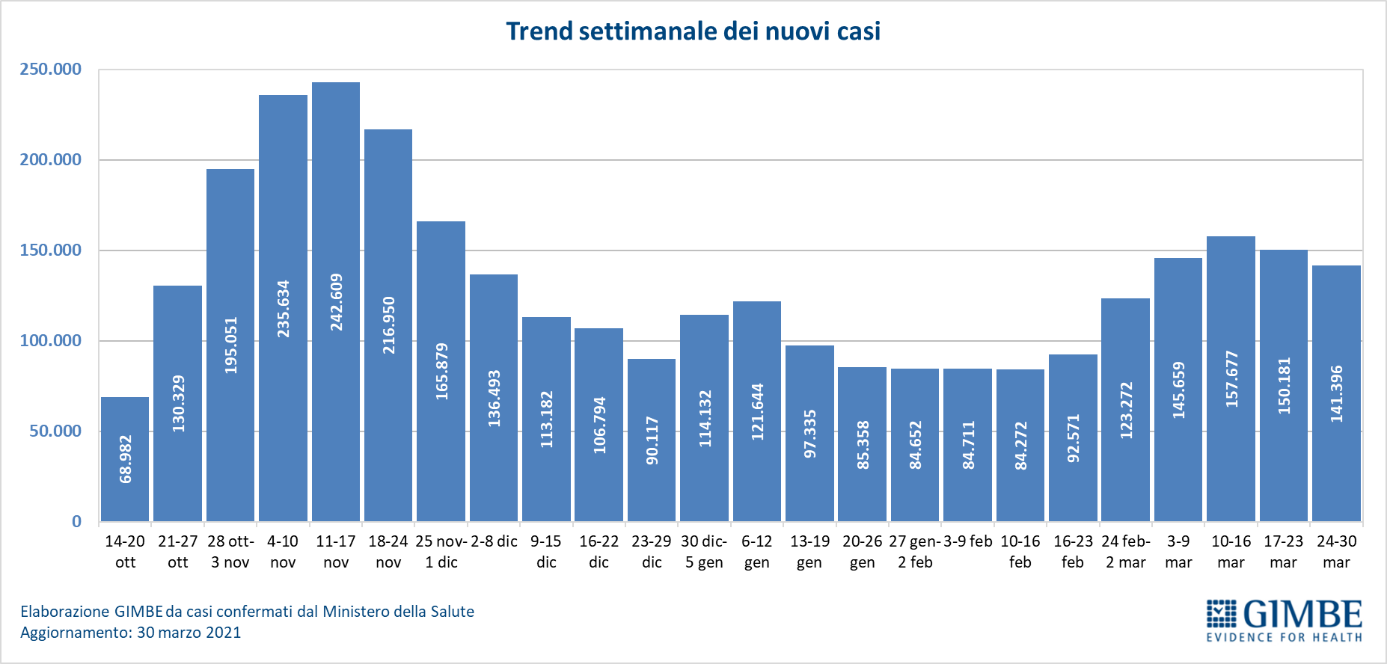 Trend settimanale dei nuovi casi
250.000
200.000
150.000
100.000
50.000
0
68.982
130.329
195.051
235.634
242.609
216.950
165.879
136.493
113.182
106.794
90.117
114.132
121.644
97.335
85.358
84.652
84.711
84.272
92.571
123.272
145.659
157.677
150.181
141.396
14-20
ott
21-27
ott
28 ott-
3 nov
4-10
nov
11-17
nov
18-24
nov
25 nov-
1 dic
2-8 dic
9-15
dic
16-22
dic
23-29
dic
30 dic-
5 gen
6-12
gen
13-19
gen
20-26
gen
27 gen-
2 feb
3-9 feb
10-16
feb
16-23
feb
24 feb-
2 mar
3-9
mar
10-16
mar
17-23
mar
24-30
mar
Elaborazione GIMBE da casi confermati dal Ministero della Salute
Aggiornamento: 30 marzo 2021
GIMBE
EVIDENCE FOR HEALTH